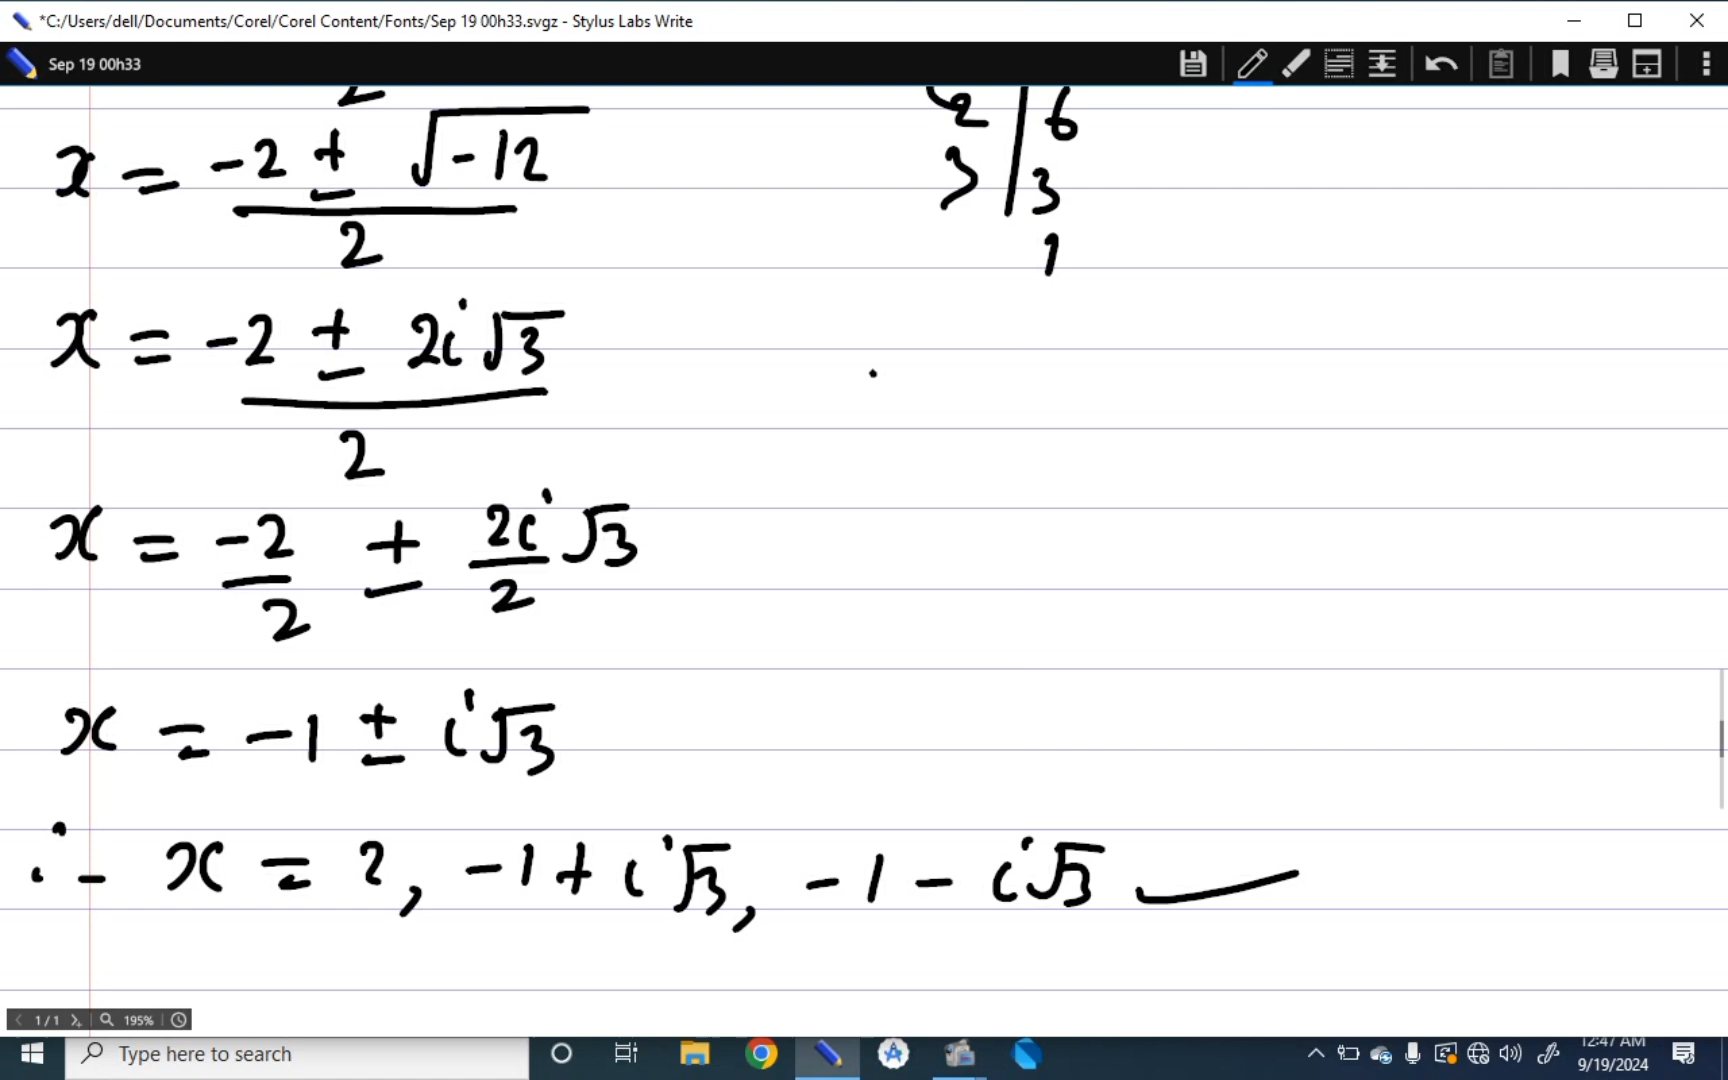 *C:/Users/dell/Documents/Corel/Corel Content/Fonts/Sep 19 00h33.svgz - Stylus Labs Write
Sep 19 00h33
2
x = -2 ± √-12
2
2 | 6
3 | 3
1
x = -2 ± 2i√3
2
x = -2/2 ± 2i/2 √3
x = -1 ± i√3
∴ x = 2, -1 + i√3, -1 - i√3
1 / 1
195%
Type here to search
12:47 AM
9/19/2024